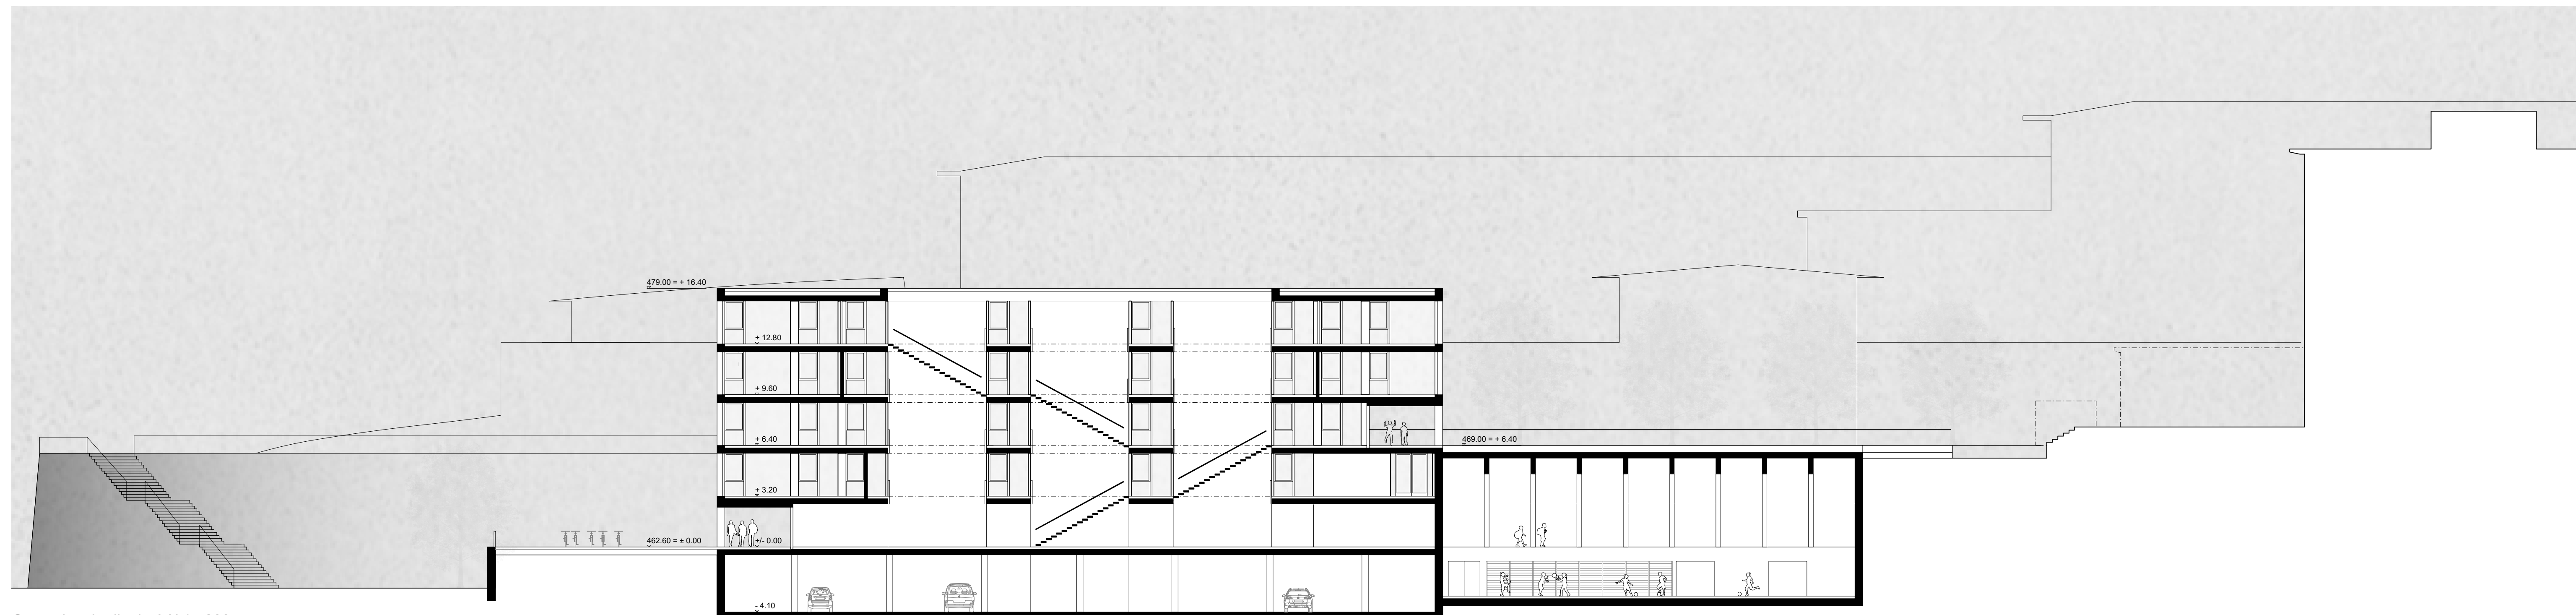 479.00 = + 16.40
+ 12.80
+ 9.60
+ 6.40
469.00 = + 6.40
+ 3.20
462.60 = ± 0.00
+/- 0.00
- 4.10